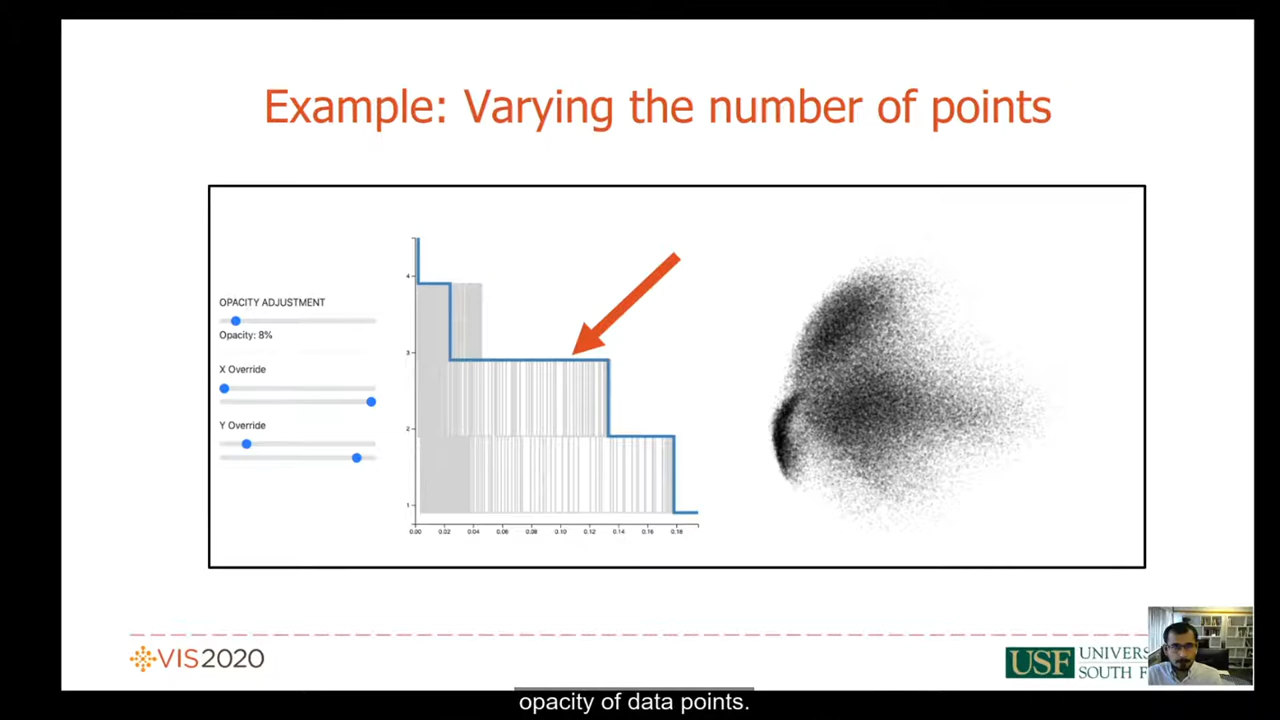 Example: Varying the number of points
OPACITY ADJUSTMENT
Opacity: 8%
X Override
Y Override
4
3
2
1
0.00 0.02 0.04 0.06 0.08 0.10 0.12 0.14 0.16 0.18
VIS2020
USF
SOUTH F
opacity of data points.